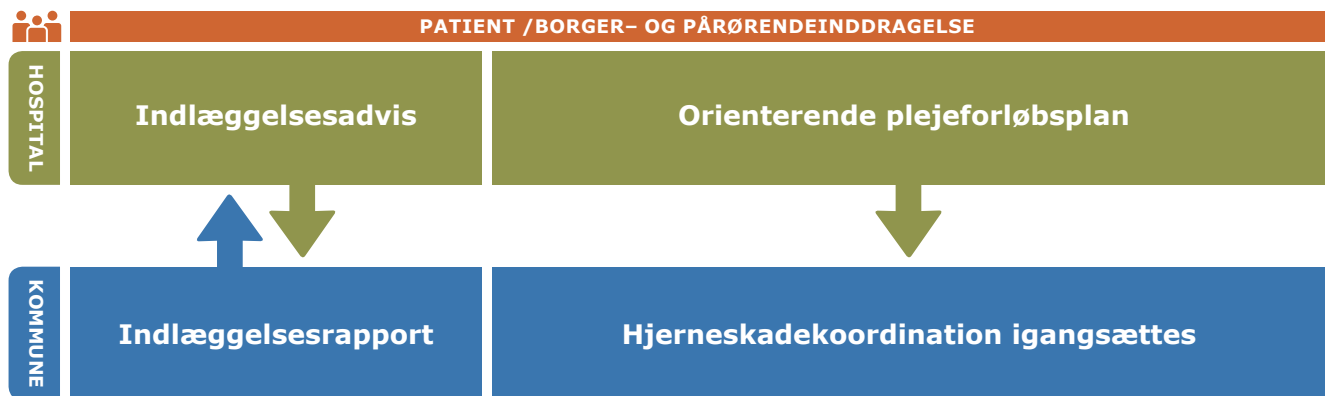 PATIENT /BORGER– OG PÅRØRENDEINDDRAGELSE
HOSPITAL
Indlæggelsesadvis
Orienterende plejeforløbsplan
KOMMUNE
Indlæggelsesrapport
Hjerneskadekoordination igangsættes